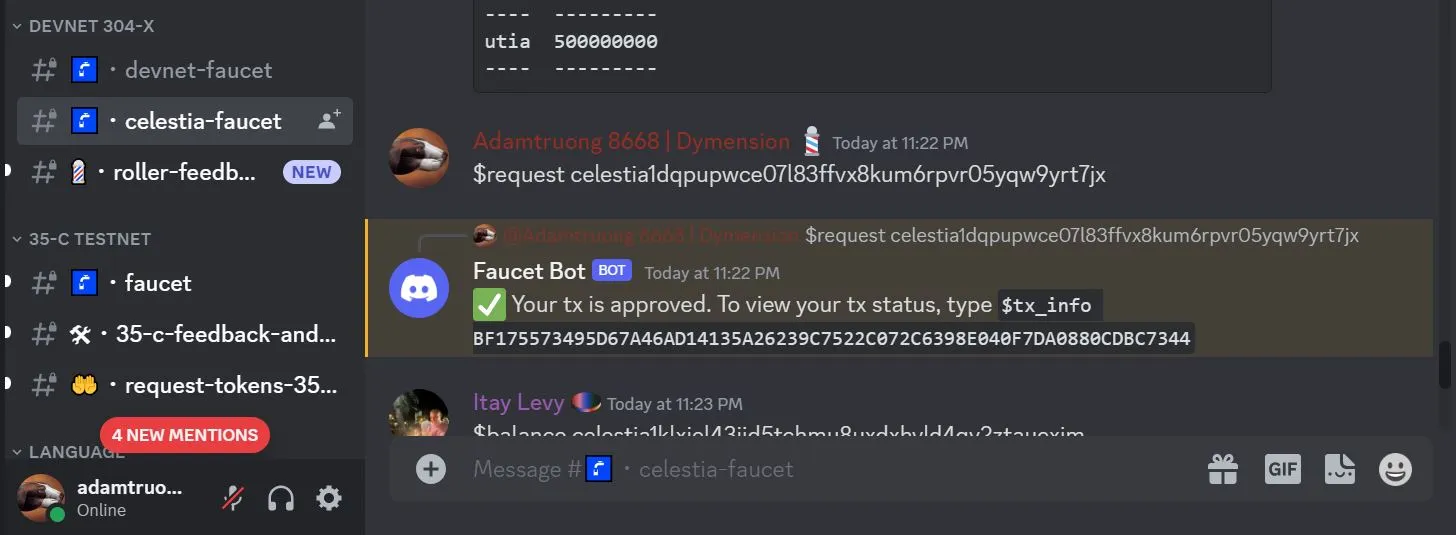 DEVNET 304-X
devnet-faucet
celestia-faucet
roller-feedb... NEW
35-C TESTNET
faucet
35-c-feedback-and...
request-tokens-35...
4 NEW MENTIONS
LANGUAGE
adamtruo...
Online
---- ---------
utia 500000000
---- ---------
Adamtruong 8668 | Dymension Today at 11:22 PM
$request celestia1dqpupwce07l83ffvx8kum6rpvr05yqw9yrt7jx
@Adamtruong 8668 | Dymension $request celestia1dqpupwce07l83ffvx8kum6rpvr05yqw9yrt7jx
Faucet Bot BOT Today at 11:22 PM
Your tx is approved. To view your tx status, type $tx_info
BF175573495D67A46AD14135A26239C7522C072C6398E040F7DA0880CDBC7344
Itay Levy Today at 11:23 PM
$balance
Message # · celestia-faucet
GIF